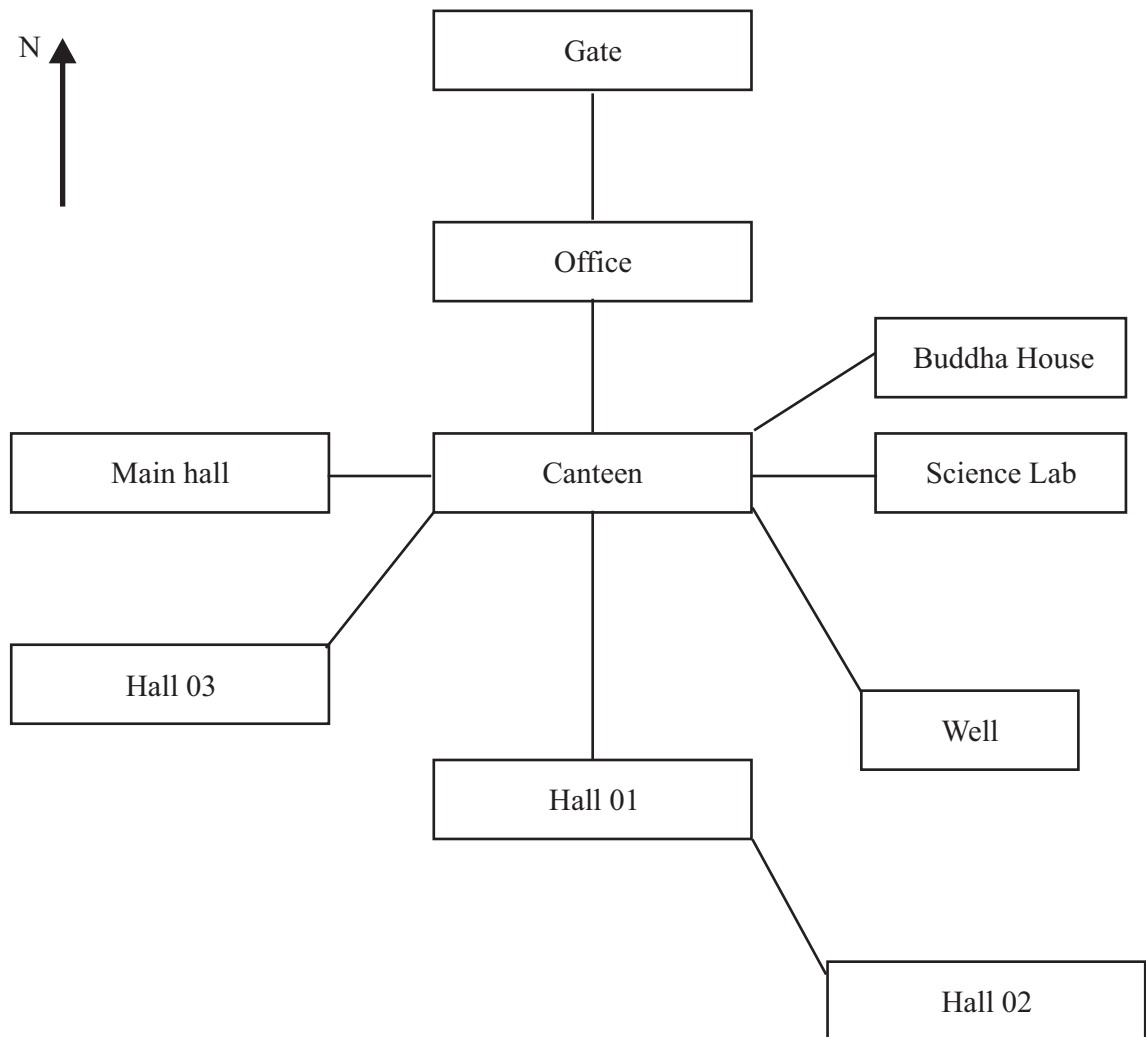 N
Gate
Office
Buddha House
Main hall
Canteen
Science Lab
Hall 03
Well
Hall 01
Hall 02